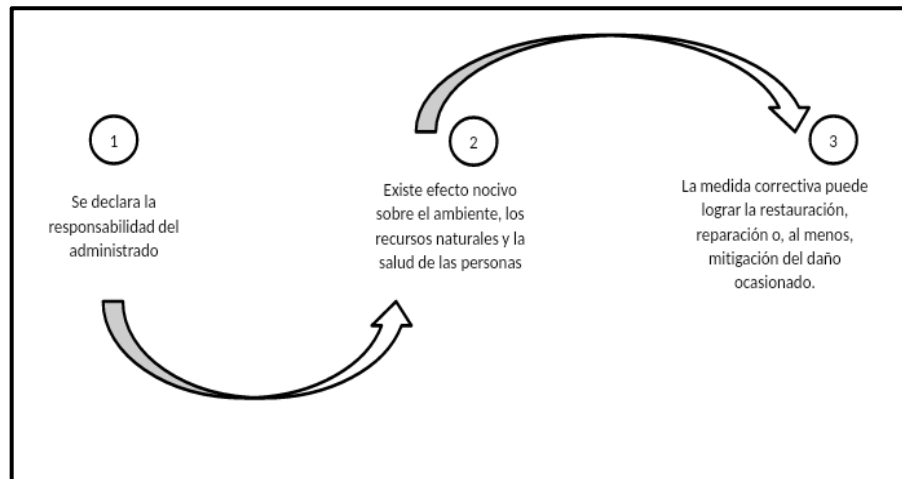 1
Se declara la
responsabilidad del
administrado
2
Existe efecto nocivo
sobre el ambiente, los
recursos naturales y la
salud de las personas
3
La medida correctiva puede
lograr la restauración,
reparación o, al menos,
mitigación del daño
ocasionado.